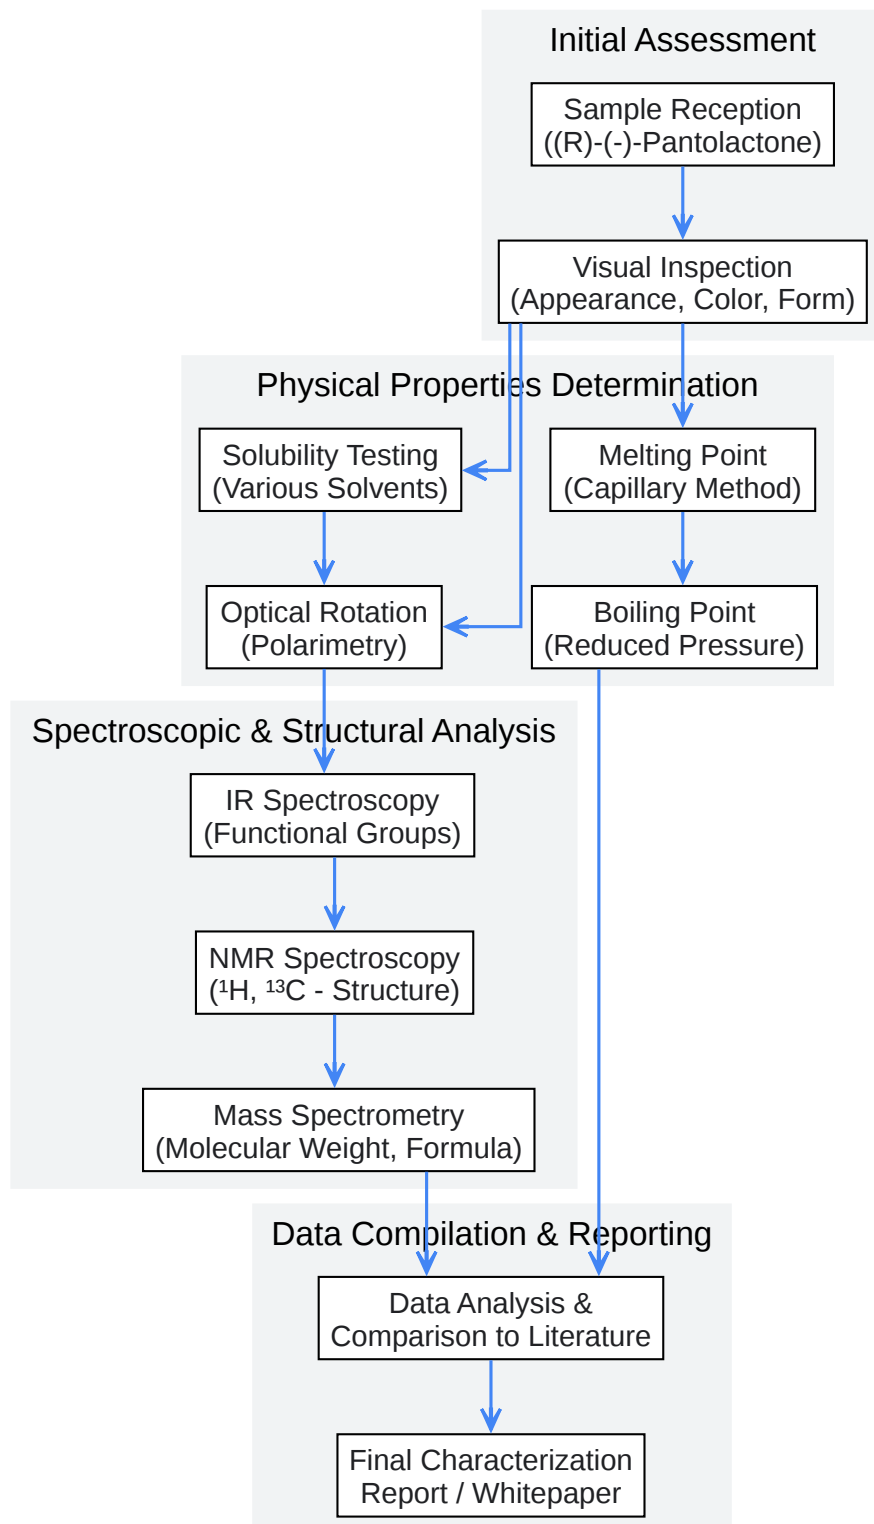 Initial Assessment
Sample Reception
((R)-(-)-Pantolactone)
Visual Inspection
(Appearance, Color, Form)
Physical Properties Determination
Solubility Testing
(Various Solvents)
Melting Point
(Capillary Method)
Optical Rotation
(Polarimetry)
Boiling Point
(Reduced Pressure)
Spectroscopic & Structural Analysis
IR Spectroscopy
(Functional Groups)
NMR Spectroscopy
(¹H, ¹³C - Structure)
Mass Spectrometry
(Molecular Weight, Formula)
Data Compilation & Reporting
Data Analysis &
Comparison to Literature
Final Characterization
Report / Whitepaper